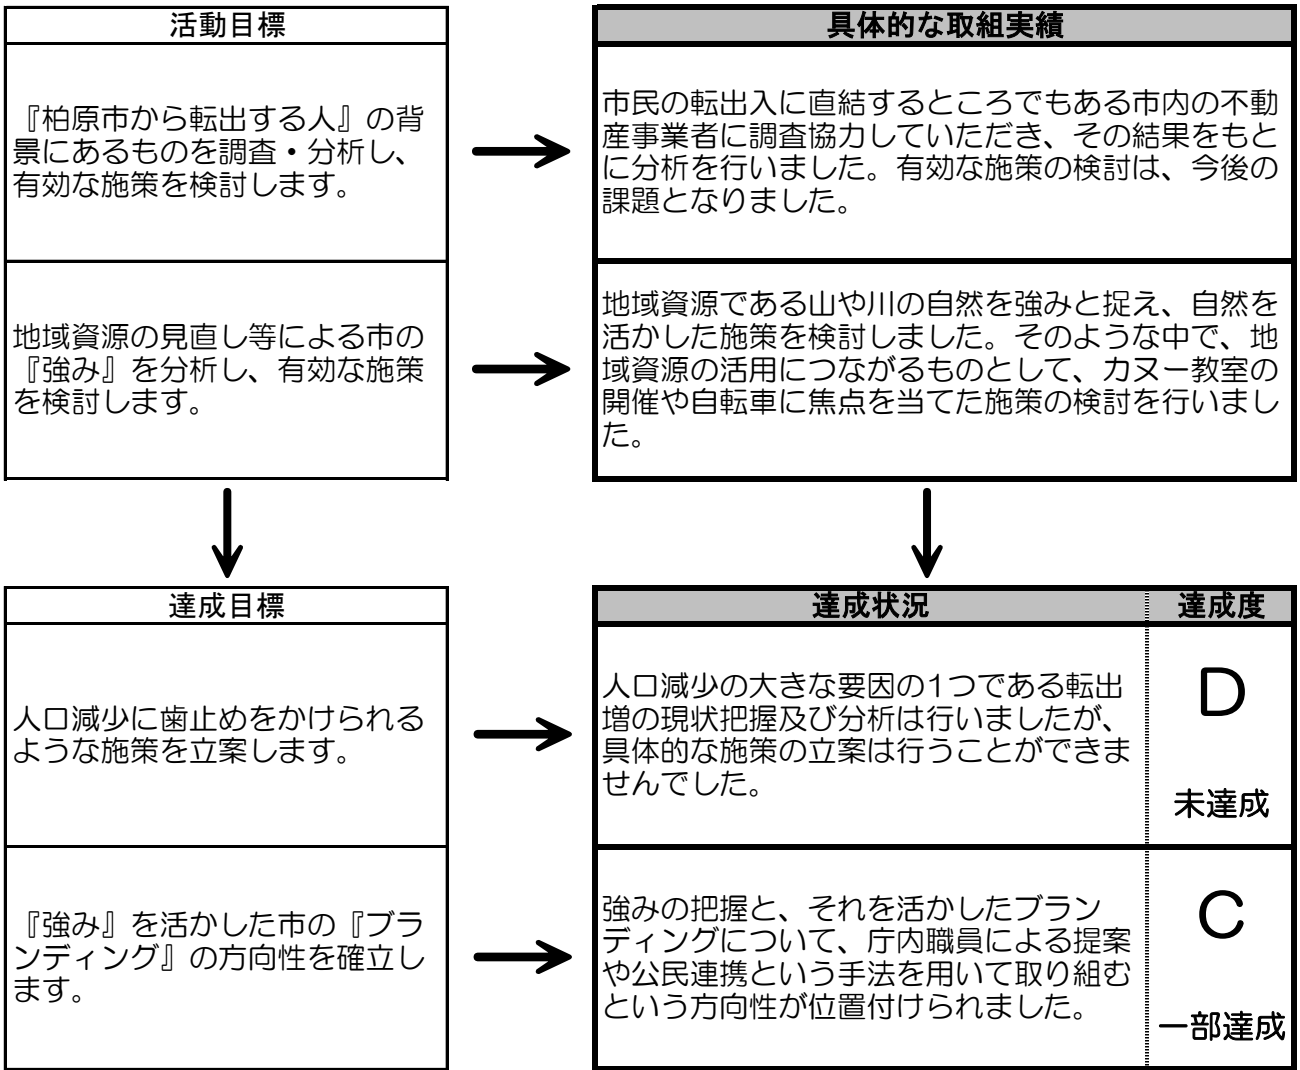 活動目標
『柏原市から転出する人』の背
景にあるものを調査・分析し、
有効な施策を検討します。
地域資源の見直し等による市の
『強み』を分析し、有効な施策
を検討します。
具体的な取組実績
市民の転出入に直結するところでもある市内の不動
産事業者に調査協力していただき、その結果をもと
に分析を行いました。有効な施策の検討は、今後の
課題となりました。
地域資源である山や川の自然を強みと捉え、自然を
活かした施策を検討しました。そのような中で、地
域資源の活用につながるものとして、カヌー教室の
開催や自転車に焦点を当てた施策の検討を行いまし
た。
達成目標
人口減少に歯止めをかけられる
ような施策を立案します。
『強み』を活かした市の『ブラ
ンディング』の方向性を確立し
ます。
達成状況
達成度
人口減少の大きな要因の1つである転出
増の現状把握及び分析は行いましたが、
具体的な施策の立案は行うことができま
せんでした。
D
未達成
強みの把握と、それを活かしたブラン
ディングについて、庁内職員による提案
や公民連携という手法を用いて取り組む
という方向性が位置付けられました。
C
一部達成